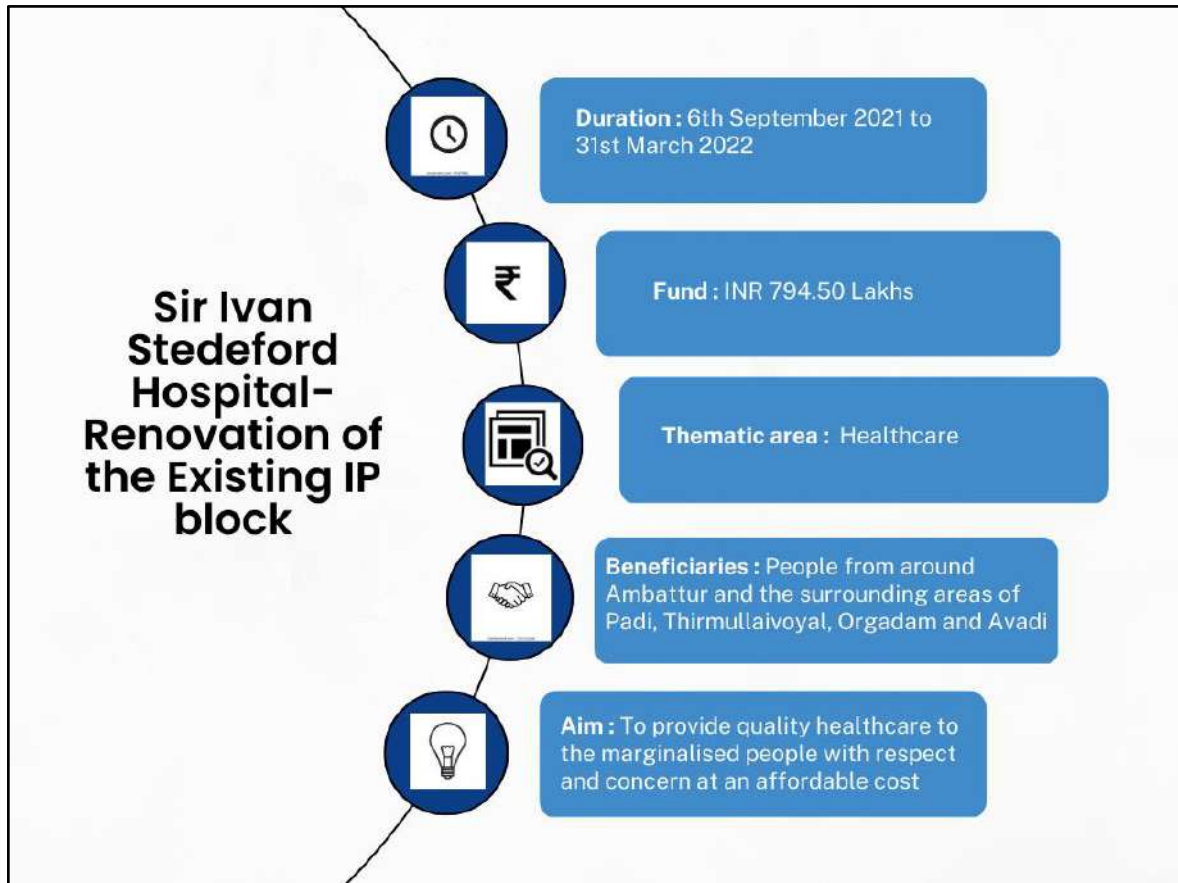 Sir Ivan
Stedeford
Hospital-
Renovation of
the Existing IP
block
Duration : 6th September 2021 to
31st March 2022
₹
Fund : INR 794.50 Lakhs
Thematic area :  Healthcare
Beneficiaries : People from around
Ambattur and the surrounding areas of
Padi, Thirmullaivoyal, Orgadam and Avadi
Aim : To provide quality healthcare to
the marginalised people with respect
and concern at an affordable cost